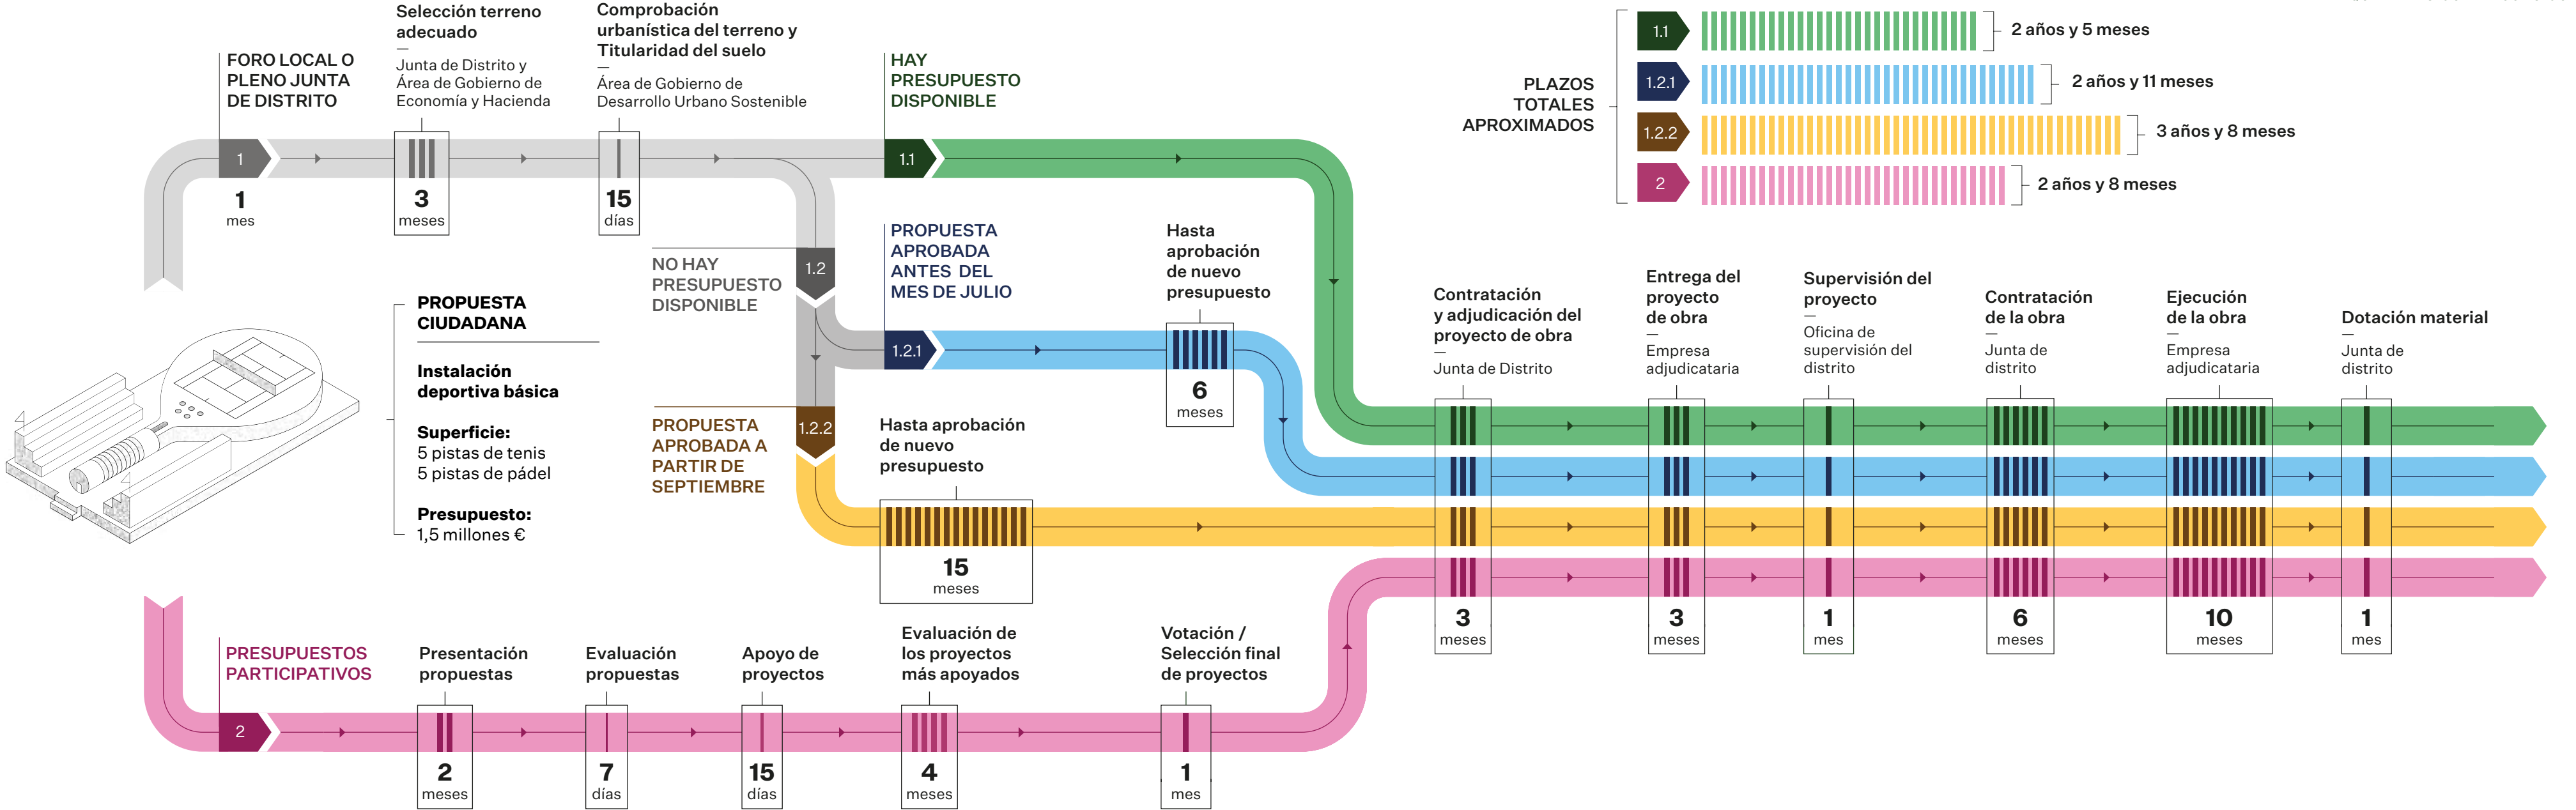 FORO LOCAL O
PLENO JUNTA
DE DISTRITO
1
1
mes
Selección terreno
adecuado
—
Junta de Distrito y
Área de Gobierno de
Economía y Hacienda
3
meses
Comprobación
urbanística del terreno y
Titularidad del suelo
—
Área de Gobierno de
Desarrollo Urbano Sostenible
15
días
HAY
PRESUPUESTO
DISPONIBLE
1.1
PLAZOS
TOTALES
APROXIMADOS
1.1
2 años y 5 meses
1.2.1
2 años y 11 meses
1.2.2
3 años y 8 meses
2
2 años y 8 meses
NO HAY
PRESUPUESTO
DISPONIBLE
1.2
PROPUESTA
APROBADA
ANTES DEL
MES DE JULIO
1.2.1
Hasta
aprobación
de nuevo
presupuesto
6
meses
PROPUESTA
CIUDADANA
Instalación
deportiva básica
Superficie:
5 pistas de tenis
5 pistas de pádel
Presupuesto:
1,5 millones €
PROPUESTA
APROBADA A
PARTIR DE
SEPTIEMBRE
1.2.2
Hasta aprobación
de nuevo
presupuesto
15
meses
Contratación
y adjudicación del
proyecto de obra
—
Junta de Distrito
3
meses
Entrega del
proyecto
de obra
—
Empresa
adjudicataria
3
meses
Supervisión del
proyecto
—
Oficina de
supervisión del
distrito
1
mes
Contratación
de la obra
—
Junta de
distrito
6
meses
Ejecución
de la obra
—
Empresa
adjudicataria
10
meses
Dotación material
—
Junta de
distrito
1
mes
PRESUPUESTOS
PARTICIPATIVOS
2
Presentación
propuestas
2
meses
Evaluación
propuestas
7
días
Apoyo de
proyectos
15
días
Evaluación de
los proyectos
más apoyados
4
meses
Votación /
Selección final
de proyectos
1
mes